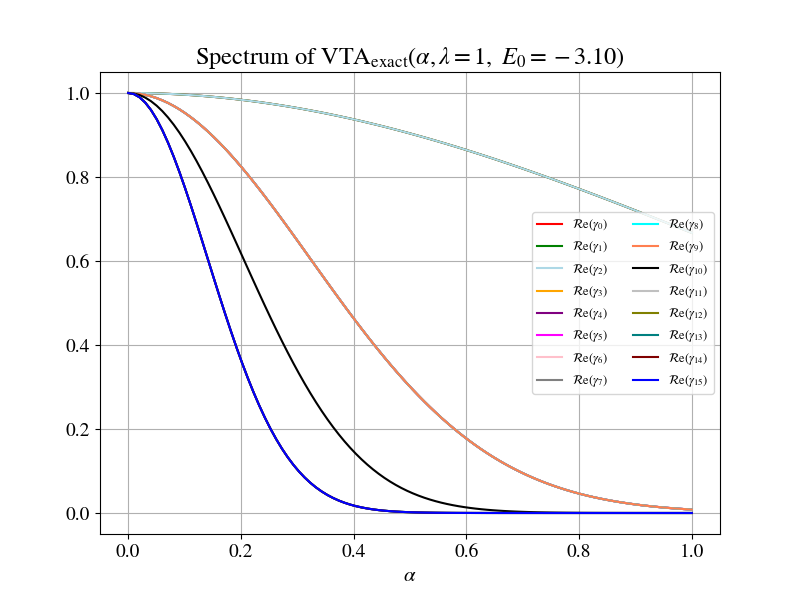 Spectrum of VTA_exact(α, λ = 1, E_0 = −3.10)
1.0
0.8
0.6
0.4
0.2
0.0
0.0 0.2 0.4 0.6 0.8 1.0
α
ℛe(γ_0) ℛe(γ_8)
ℛe(γ_1) ℛe(γ_9)
ℛe(γ_2) ℛe(γ_10)
ℛe(γ_3) ℛe(γ_11)
ℛe(γ_4) ℛe(γ_12)
ℛe(γ_5) ℛe(γ_13)
ℛe(γ_6) ℛe(γ_14)
ℛe(γ_7) ℛe(γ_15)